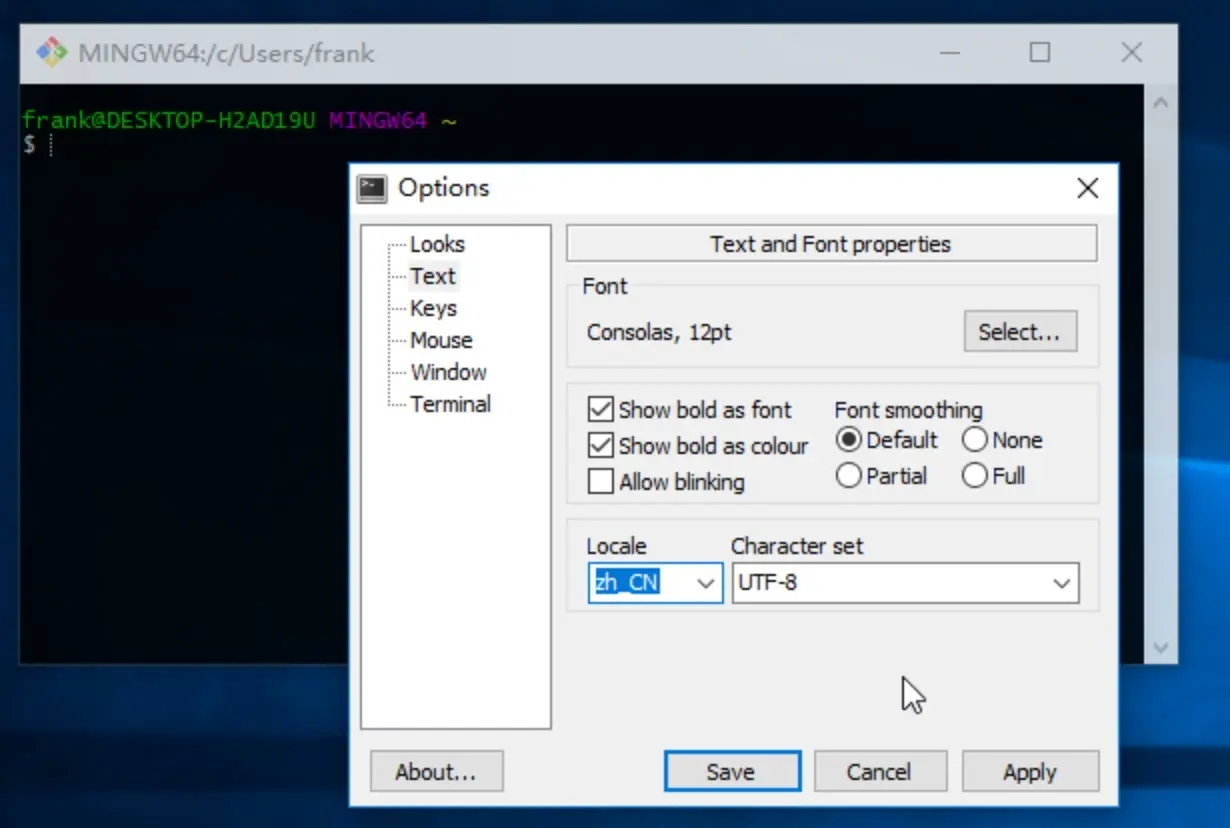 MINGW64:/c/Users/frank
frank@DESKTOP-H2AD19U MINGW64 ~
$
Options
Looks
Text
Keys
Mouse
Window
Terminal
Text and Font properties
Font
Consolas, 12pt
Select...
Show bold as font
Show bold as colour
Allow blinking
Font smoothing
Default
None
Partial
Full
Locale
Character set
zh_CN
UTF-8
About...
Save
Cancel
Apply